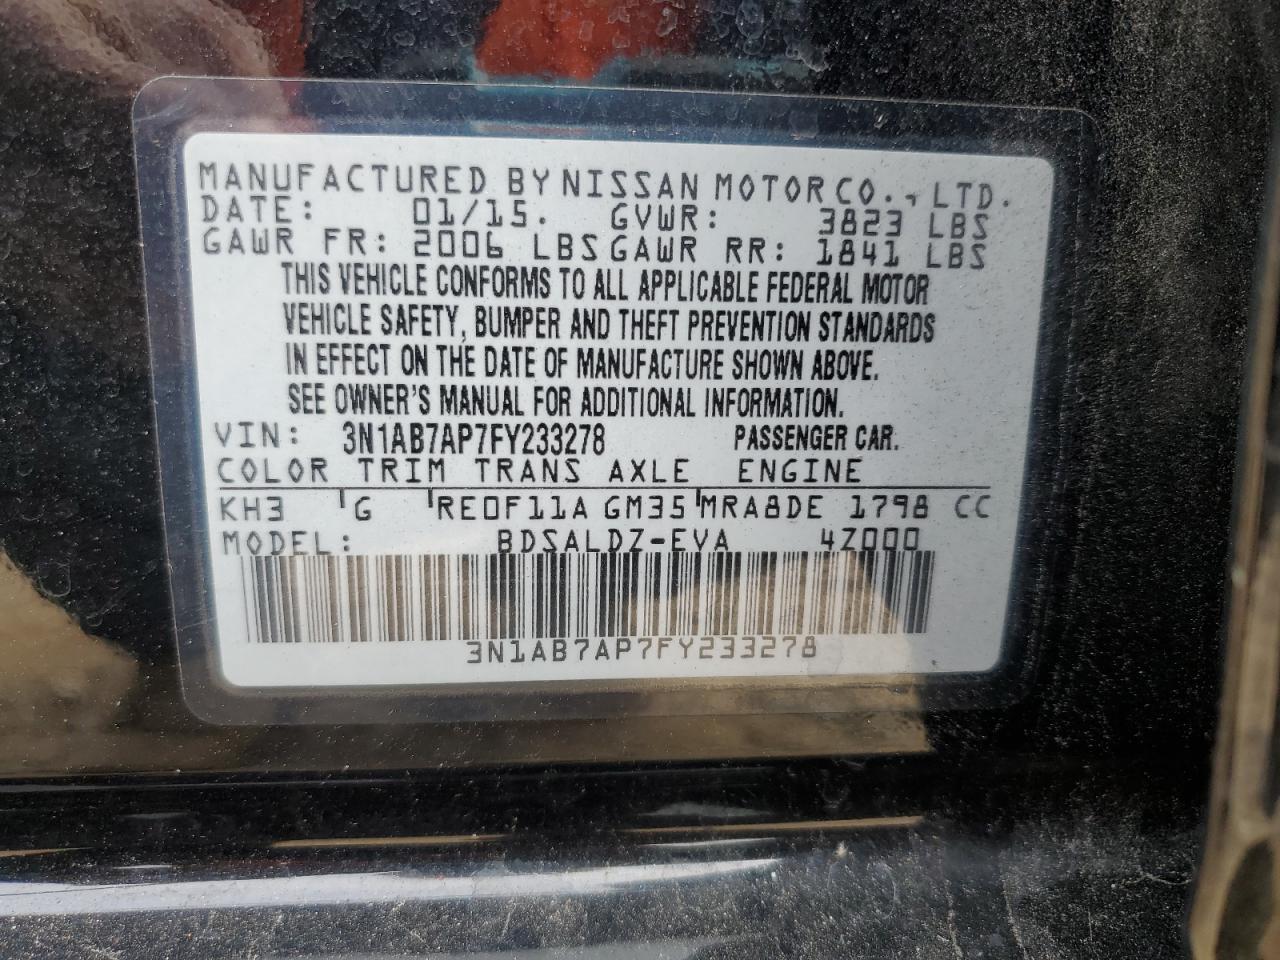 MANUFACTURED BY NISSAN MOTOR CO., LTD.
DATE: 01/15. GVWR: 3823 LBS
GAWR FR: 2006 LBS GAWR RR: 1841 LBS
THIS VEHICLE CONFORMS TO ALL APPLICABLE FEDERAL MOTOR
VEHICLE SAFETY, BUMPER AND THEFT PREVENTION STANDARDS
IN EFFECT ON THE DATE OF MANUFACTURE SHOWN ABOVE.
SEE OWNER'S MANUAL FOR ADDITIONAL INFORMATION.
VIN: 3N1AB7AP7FY233278 PASSENGER CAR.
COLOR TRIM TRANS AXLE ENGINE
KH3 G RE0F11A GM35 MRA8DE 1798 CC
MODEL: BDSALDZ-EVA 4Z000
3N1AB7AP7FY233278